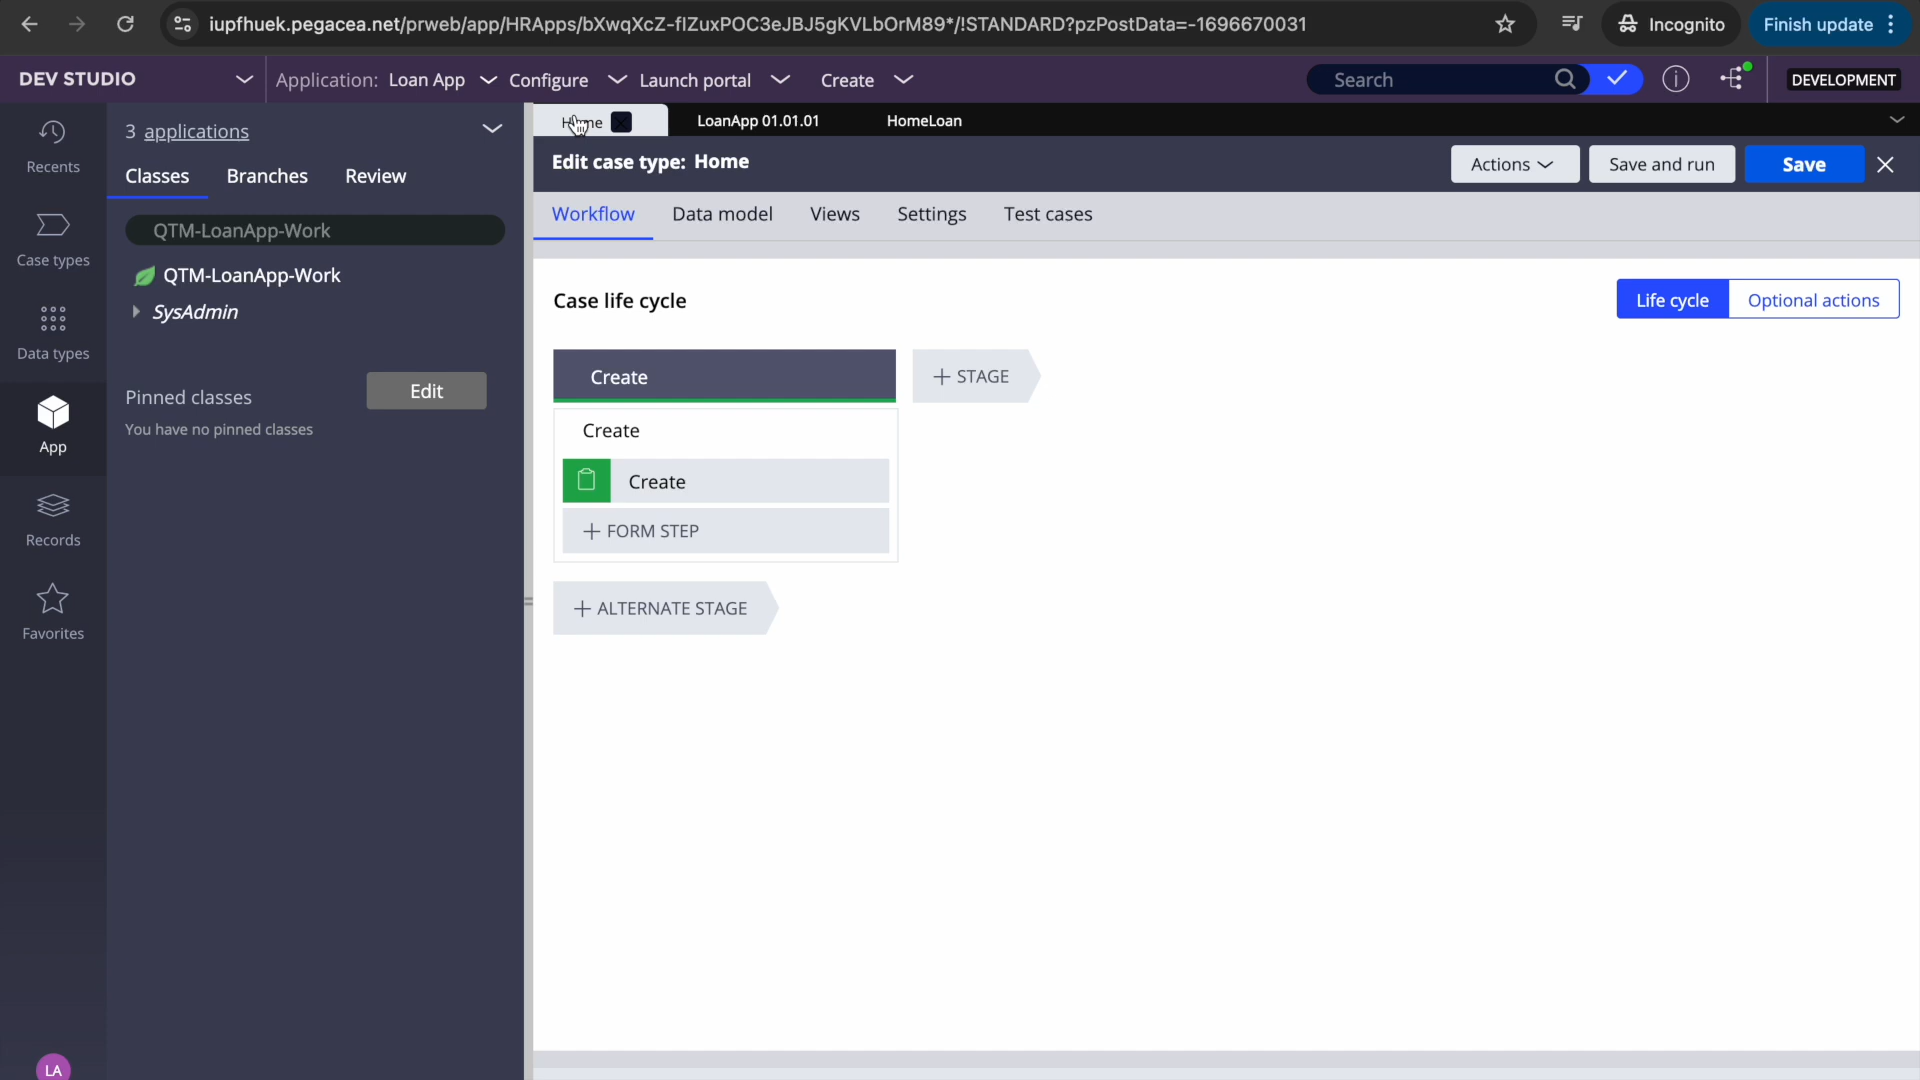 iupfhuek.pegacea.net/prweb/app/HRApps/bXwqXcZ-flZuxPOC3eJBJ5gKVLbOrM89*/!STANDARD?pzPostData=-1696670031
Incognito
Finish update
DEV STUDIO
Application: Loan App
Configure
Launch portal
Create
Search
DEVELOPMENT
Recents
Case types
Data types
App
Records
Favorites
LA
3 applications
Classes
Branches
Review
QTM-LoanApp-Work
QTM-LoanApp-Work
SysAdmin
Pinned classes
Edit
You have no pinned classes
Home
LoanApp 01.01.01
HomeLoan
Edit case type: Home
Actions
Save and run
Save
Workflow
Data model
Views
Settings
Test cases
Case life cycle
Life cycle
Optional actions
Create
+ STAGE
Create
Create
+ FORM STEP
+ ALTERNATE STAGE